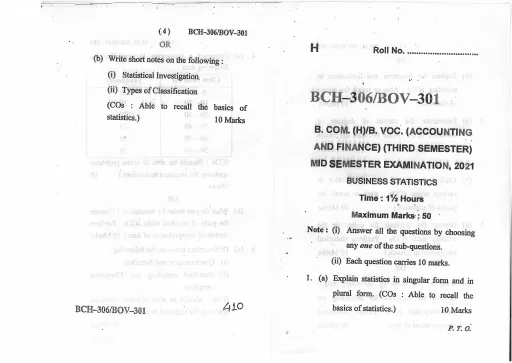 ( 4 )
BCH–306/BOV–301
OR
(b) Write short notes on the following :
(i) Statistical Investigation
(ii) Types of Classification
(COs : Able to recall the basics of
statistics.) 10 Marks
BCH–306/BOV–301
410
H
Roll No. ..............................
BCH–306/BOV–301
B. COM. (H)/B. VOC. (ACCOUNTING
AND FINANCE) (THIRD SEMESTER)
MID SEMESTER EXAMINATION, 2021
BUSINESS STATISTICS
Time : 1½ Hours
Maximum Marks : 50
Note : (i) Answer all the questions by choosing
any one of the sub-questions.
(ii) Each question carries 10 marks.
1. (a) Explain statistics in singular form and in
plural form. (COs : Able to recall the
basics of statistics.) 10 Marks
P. T. O.